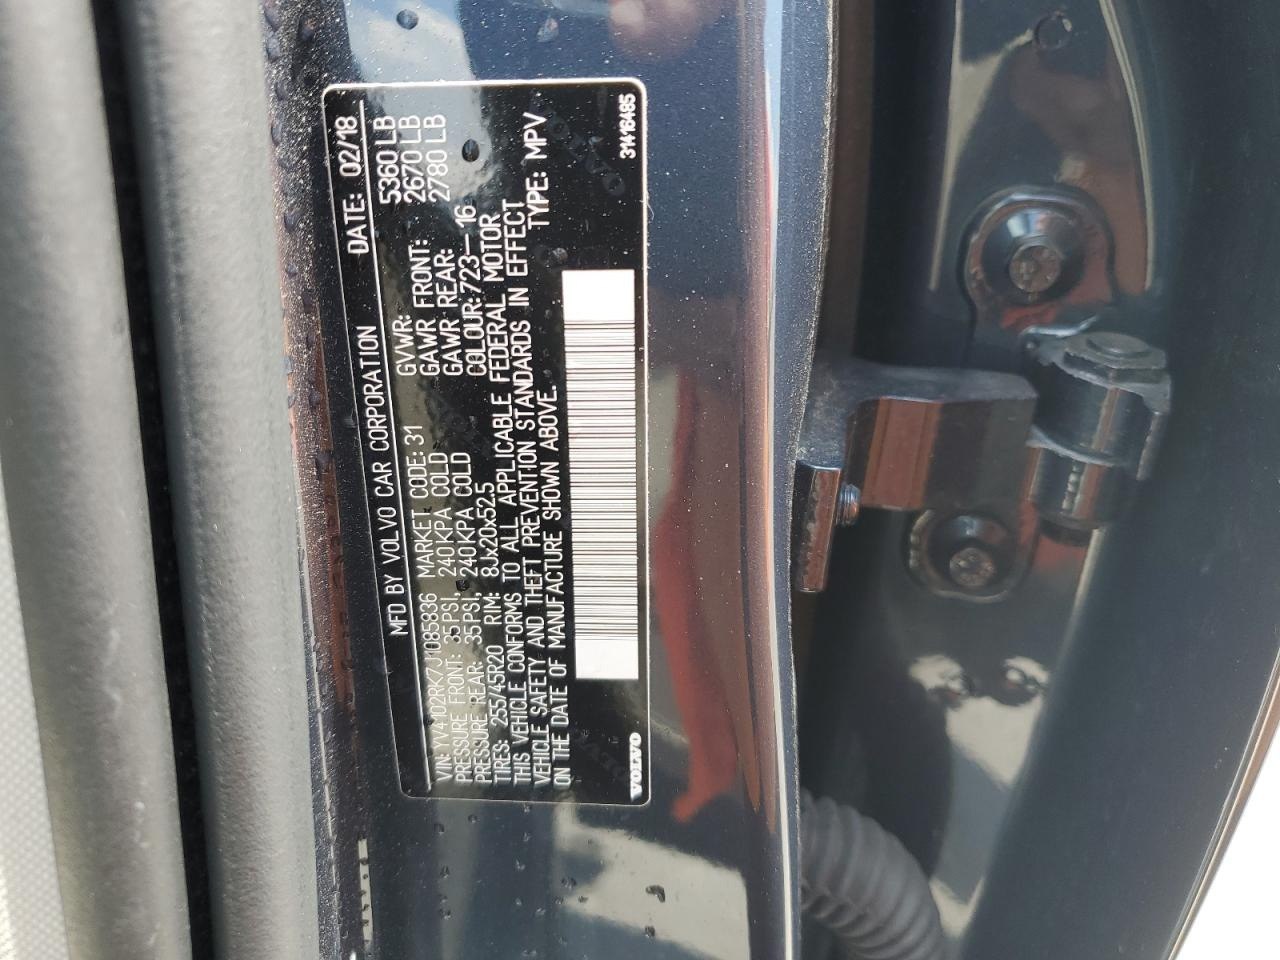 MFD BY VOLVO CAR CORPORATION DATE: 02/18
VIN: YV4102RK7J1085836 MARKET CODE: 31 GVWR: 5360 LB
PRESSURE FRONT: 35PSI, 240KPA COLD GAWR FRONT: 2670 LB
PRESSURE REAR: 35PSI, 240KPA COLD GAWR REAR: 2780 LB
TIRES: 255/45R20 RIM: 8Jx20x52.5 COLOUR: 723-16
THIS VEHICLE CONFORMS TO ALL APPLICABLE FEDERAL MOTOR
VEHICLE SAFETY AND THEFT PREVENTION STANDARDS IN EFFECT
ON THE DATE OF MANUFACTURE SHOWN ABOVE. TYPE: MPV
VOLVO 31416485